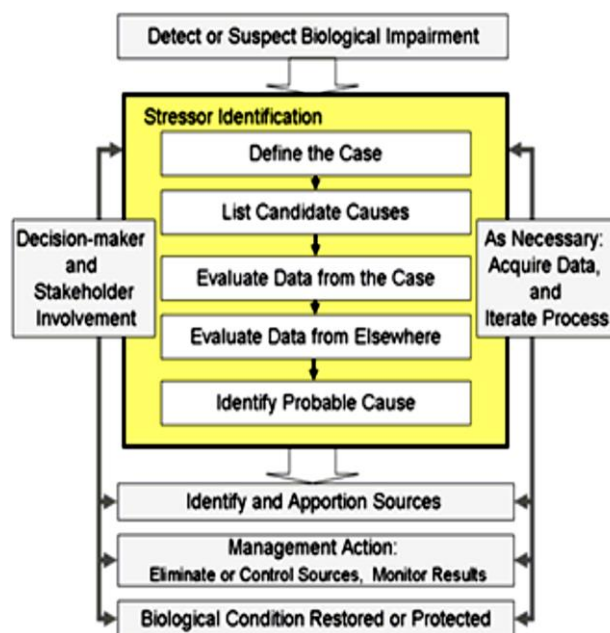 Detect or Suspect Biological Impairment
Stressor Identification
Define the Case
List Candidate Causes
Evaluate Data from the Case
Evaluate Data from Elsewhere
Identify Probable Cause
Decision-maker
and
Stakeholder
Involvement
As Necessary:
Acquire Data,
and
Iterate Process
Identify and Apportion Sources
Management Action:
Eliminate or Control Sources, Monitor Results
Biological Condition Restored or Protected